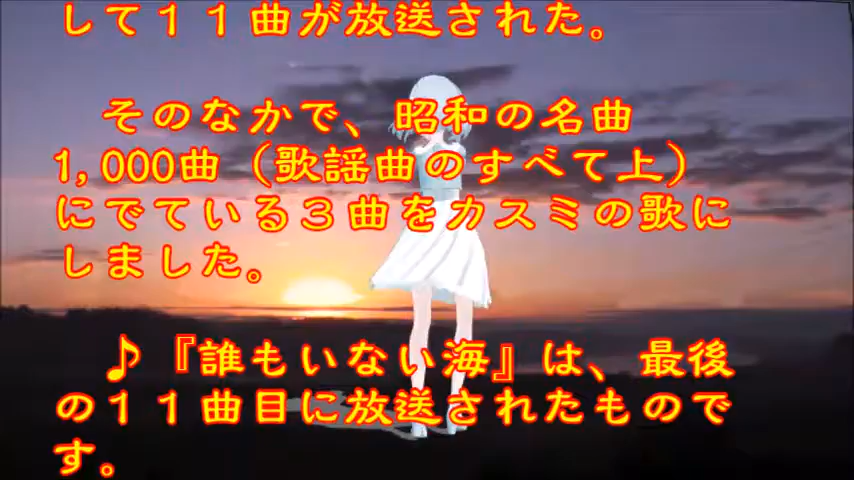 して１１曲が放送された。
そのなかで、昭和の名曲
1,000曲（歌謡曲のすべて上）
にでている３曲をカスミの歌に
しました。
♪『誰もいない海』は、最後
の１１曲目に放送されたもので
す。